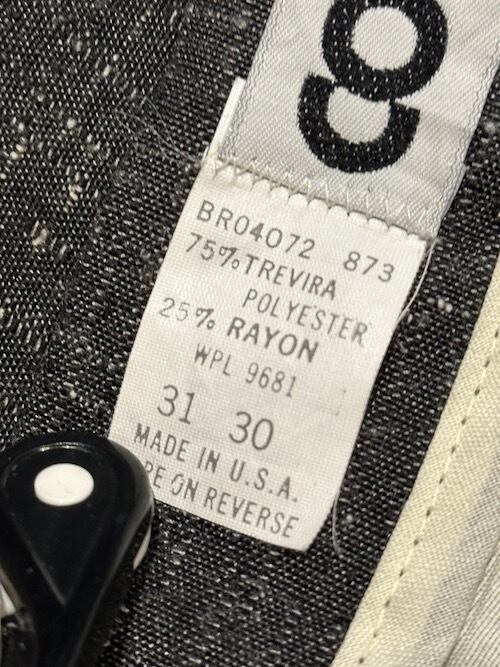 BR04072 873
75% TREVIRA
POLYESTER
25% RAYON
WPL 9681
31 30
MADE IN U.S.A.
ON REVERSE